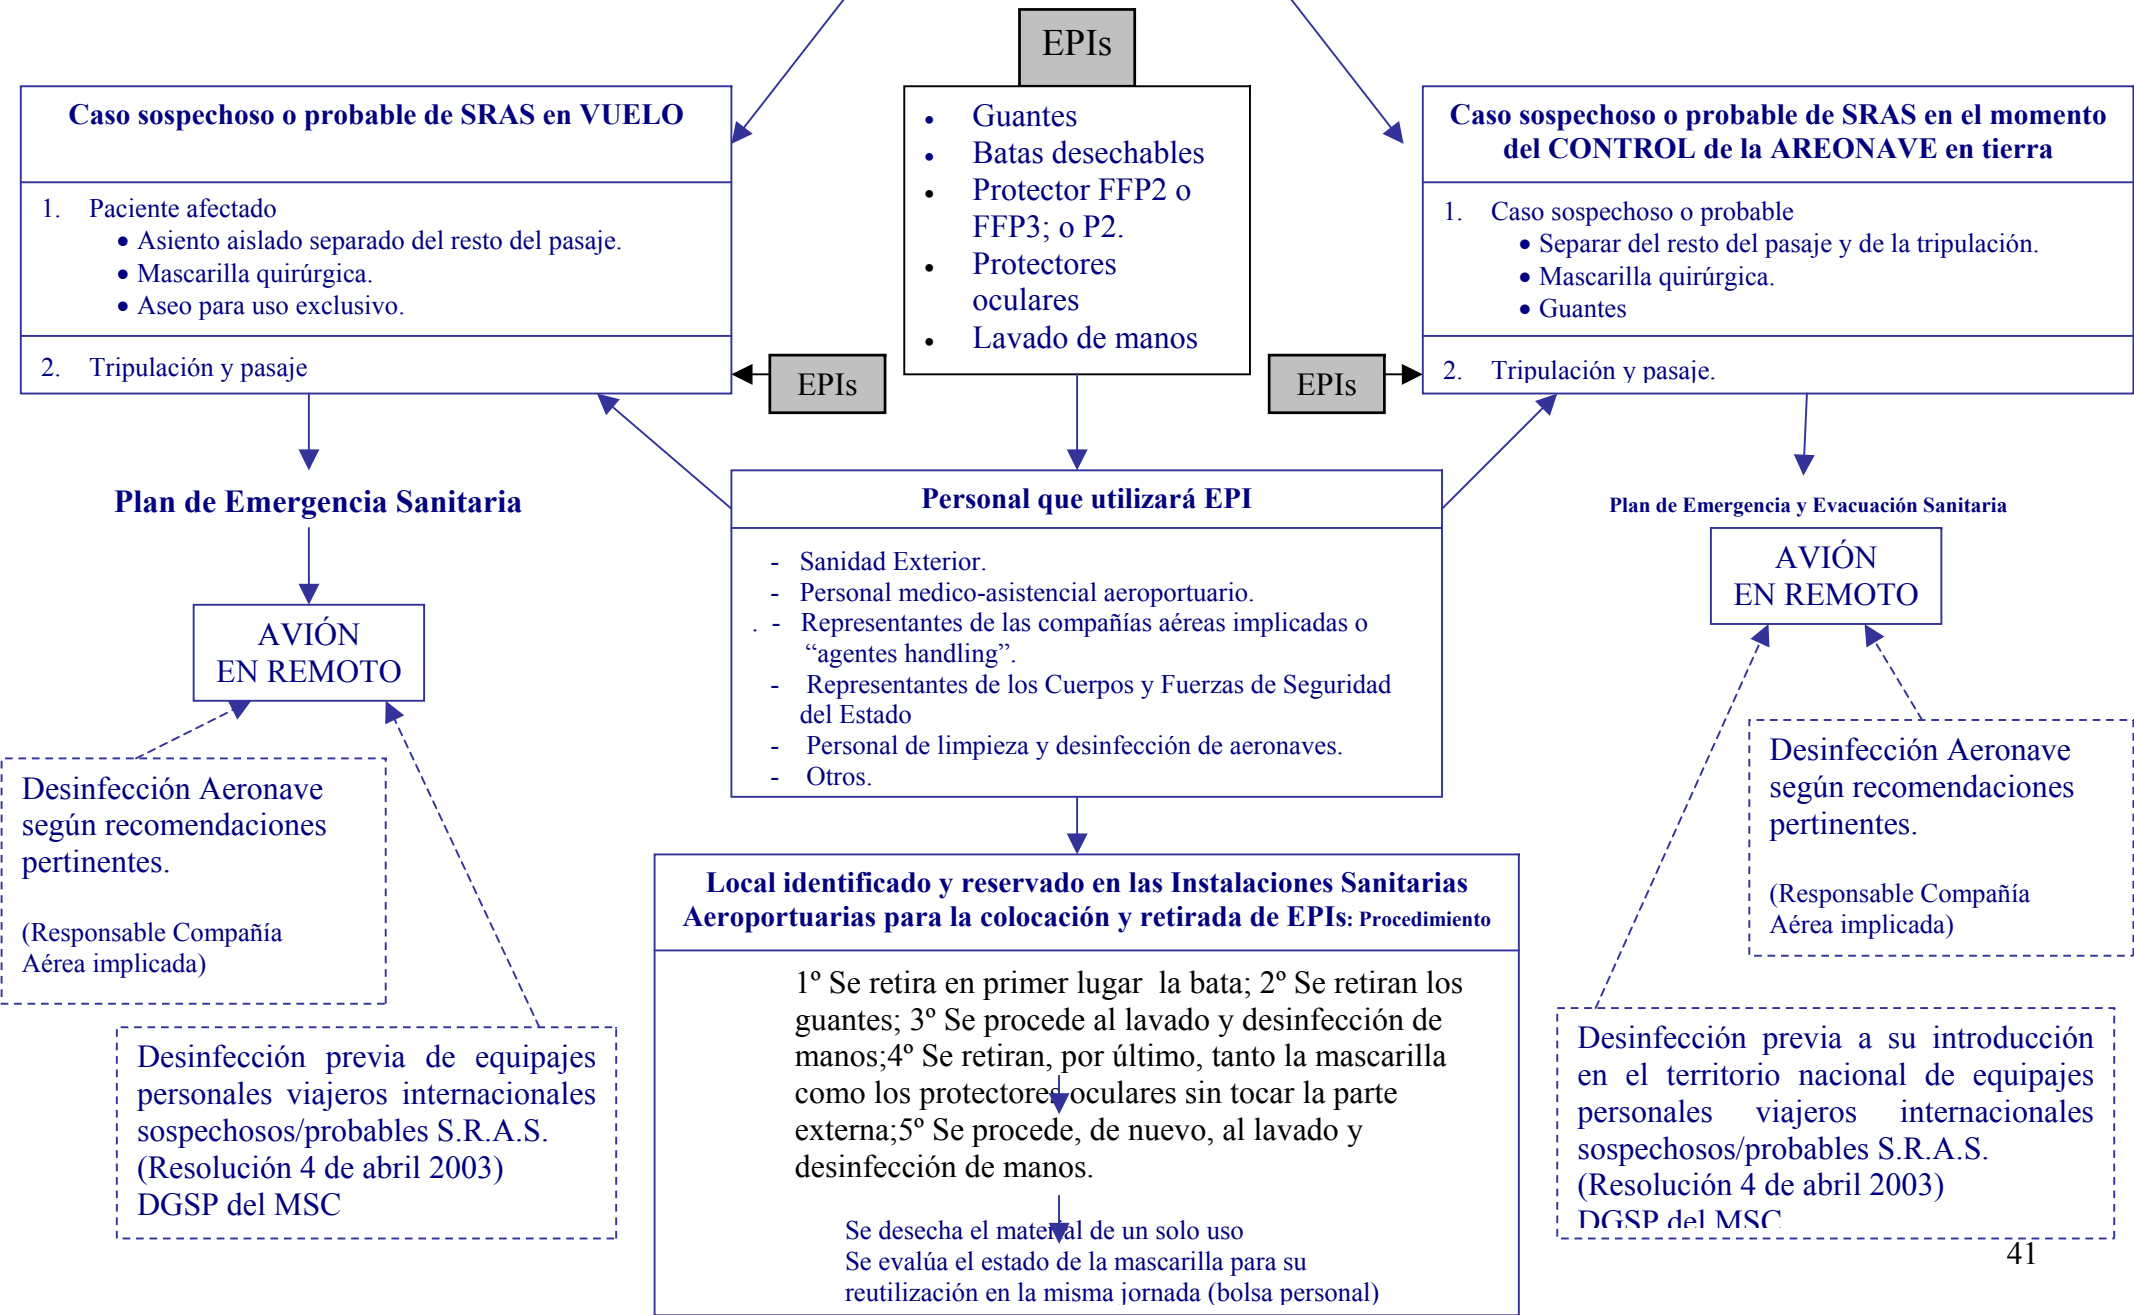 EPIs
Caso sospechoso o probable de SRAS en VUELO
1. Paciente afectado
• Asiento aislado separado del resto del pasaje.
• Mascarilla quirúrgica.
• Aseo para uso exclusivo.
2. Tripulación y pasaje
EPIs
• Guantes
• Batas desechables
• Protector FFP2 o
FFP3; o P2.
• Protectores
oculares
• Lavado de manos
EPIs
Caso sospechoso o probable de SRAS en el momento
del CONTROL de la AREONAVE en tierra
1. Caso sospechoso o probable
• Separar del resto del pasaje y de la tripulación.
• Mascarilla quirúrgica.
• Guantes
2. Tripulación y pasaje.
Plan de Emergencia Sanitaria
AVIÓN
EN REMOTO
Desinfección Aeronave
según recomendaciones
pertinentes.
(Responsable Compañía
Aérea implicada)
Desinfección previa de equipajes
personales viajeros internacionales
sospechosos/probables S.R.A.S.
(Resolución 4 de abril 2003)
DGSP del MSC
Personal que utilizará EPI
- Sanidad Exterior.
- Personal medico-asistencial aeroportuario.
. - Representantes de las compañías aéreas implicadas o
“agentes handling”.
- Representantes de los Cuerpos y Fuerzas de Seguridad
del Estado
- Personal de limpieza y desinfección de aeronaves.
- Otros.
Local identificado y reservado en las Instalaciones Sanitarias
Aeroportuarias para la colocación y retirada de EPIs: Procedimiento
1º Se retira en primer lugar la bata; 2º Se retiran los
guantes; 3º Se procede al lavado y desinfección de
manos;4º Se retiran, por último, tanto la mascarilla
como los protectores oculares sin tocar la parte
externa;5º Se procede, de nuevo, al lavado y
desinfección de manos.
Se desecha el material de un solo uso
Se evalúa el estado de la mascarilla para su
reutilización en la misma jornada (bolsa personal)
Plan de Emergencia y Evacuación Sanitaria
AVIÓN
EN REMOTO
Desinfección Aeronave
según recomendaciones
pertinentes.
(Responsable Compañía
Aérea implicada)
Desinfección previa a su introducción
en el territorio nacional de equipajes
personales viajeros internacionales
sospechosos/probables S.R.A.S.
(Resolución 4 de abril 2003)
DGSP del MSC
41